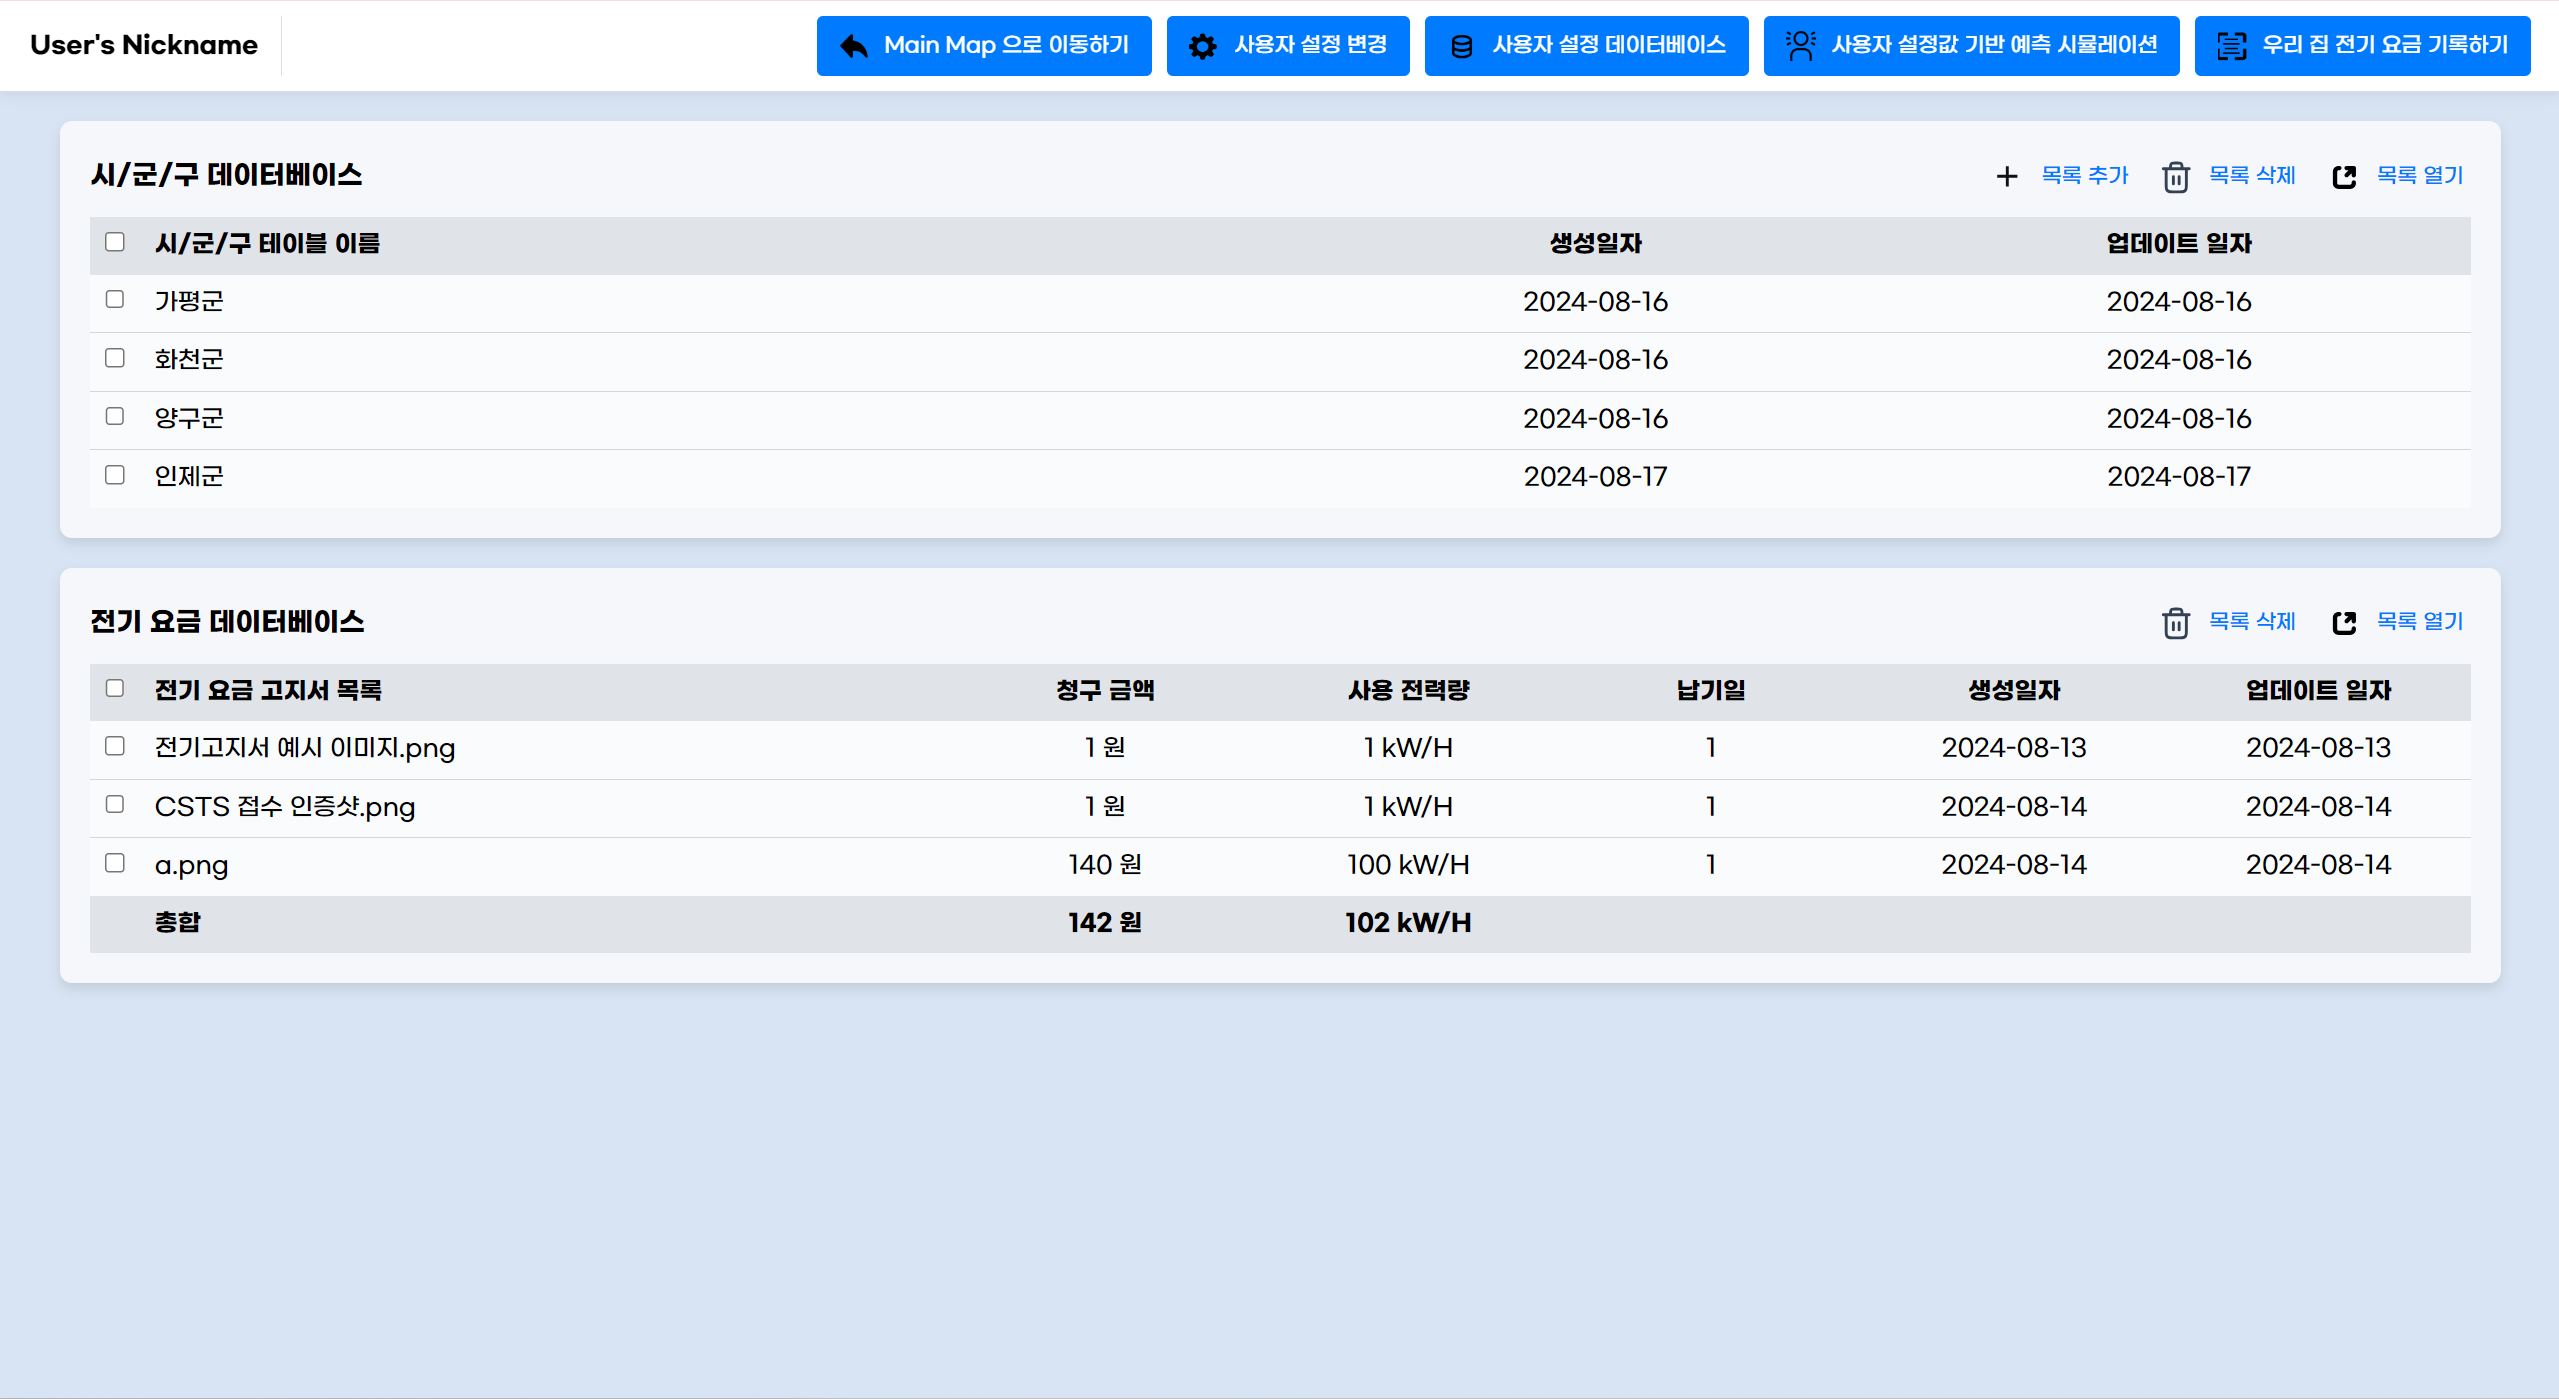 User's Nickname
Main Map 으로 이동하기
사용자 설정 변경
사용자 설정 데이터베이스
사용자 설정값 기반 예측 시뮬레이션
우리 집 전기 요금 기록하기
시/군/구 데이터베이스
목록 추가
목록 삭제
목록 열기
시/군/구 테이블 이름 생성일자 업데이트 일자
가평군 2024-08-16 2024-08-16
화천군 2024-08-16 2024-08-16
양구군 2024-08-16 2024-08-16
인제군 2024-08-17 2024-08-17
전기 요금 데이터베이스
목록 삭제
목록 열기
전기 요금 고지서 목록 청구 금액 사용 전력량 납기일 생성일자 업데이트 일자
전기고지서 예시 이미지.png 1 원 1 kW/H 1 2024-08-13 2024-08-13
CSTS 접수 인증샷.png 1 원 1 kW/H 1 2024-08-14 2024-08-14
a.png 140 원 100 kW/H 1 2024-08-14 2024-08-14
총합 142 원 102 kW/H